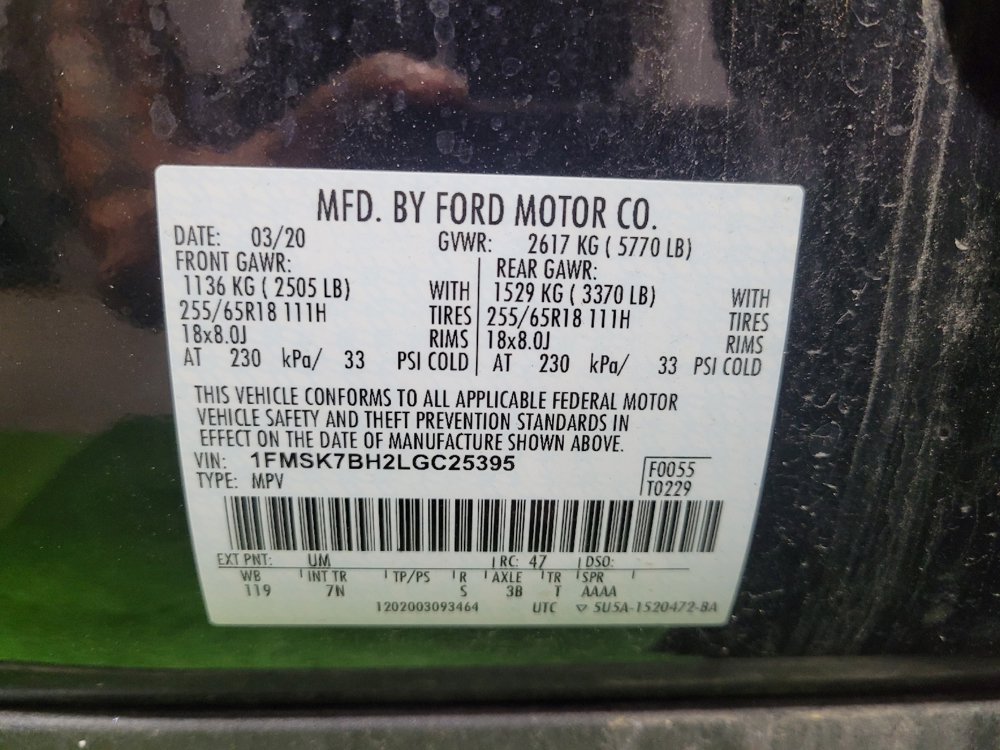 MFD. BY FORD MOTOR CO.
DATE: 03/20 GVWR: 2617 KG ( 5770 LB)
FRONT GAWR: REAR GAWR:
1136 KG ( 2505 LB) WITH 1529 KG ( 3370 LB) WITH
255/65R18 111H TIRES 255/65R18 111H TIRES
18x8.0J RIMS 18x8.0J RIMS
AT 230 kPa/ 33 PSI COLD AT 230 kPa/ 33 PSI COLD
THIS VEHICLE CONFORMS TO ALL APPLICABLE FEDERAL MOTOR
VEHICLE SAFETY AND THEFT PREVENTION STANDARDS IN
EFFECT ON THE DATE OF MANUFACTURE SHOWN ABOVE.
VIN: 1FMSK7BH2LGC25395 F0055
TYPE: MPV T0229
EXT PNT: UM RC: 47 DSO:
WB INT TR TP/PS R AXLE TR SPR
119 7N S 3B T AAAA
1202003093464 UTC ▽ 5U5A-1520472-BA